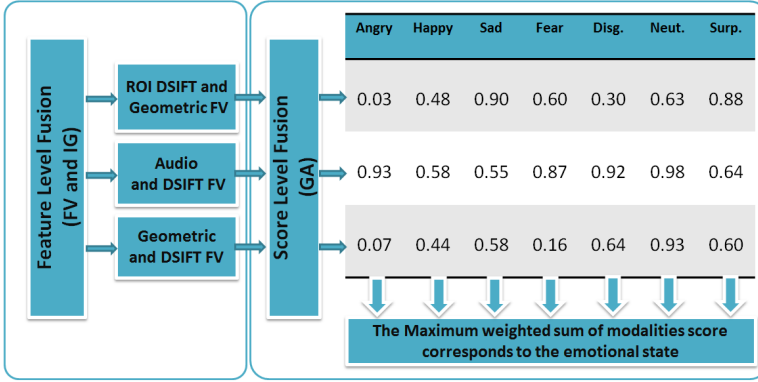 Feature Level Fusion
(FV and IG)
ROI DSIFT and
Geometric FV
Audio
and DSIFT FV
Geometric
and DSIFT FV
Score Level Fusion
(GA)
Angry Happy Sad Fear Disg. Neut. Surp.
0.03 0.48 0.90 0.60 0.30 0.63 0.88
0.93 0.58 0.55 0.87 0.92 0.98 0.64
0.07 0.44 0.58 0.16 0.64 0.93 0.60
The Maximum weighted sum of modalities score
corresponds to the emotional state